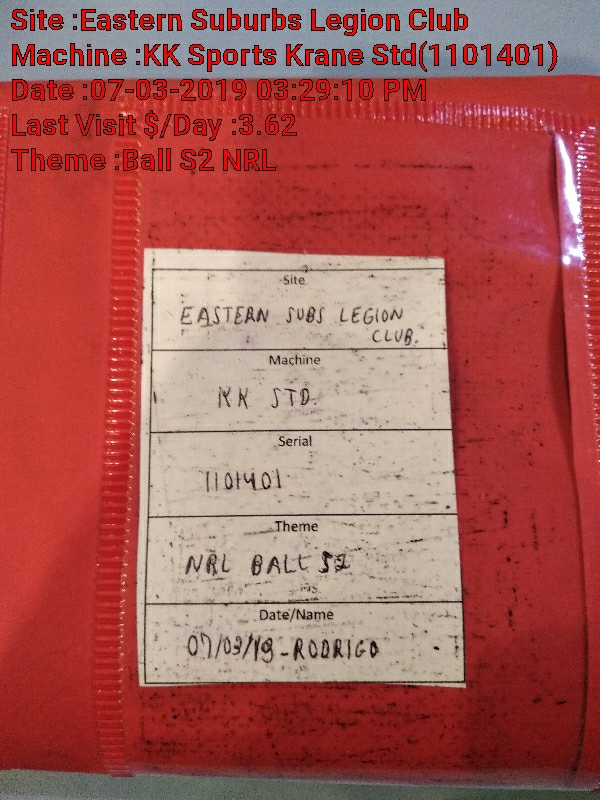 Site :Eastern Suburbs Legion Club
Machine :KK Sports Krane Std(1101401)
Date :07-03-2019 03:29:10 PM
Last Visit $/Day :3.62
Theme :Ball S2 NRL
Site
EASTERN SUBS LEGION
CLUB.
Machine
KK STD.
Serial
1101401
Theme
NRL BALL S2
Date/Name
07/03/19-RODRIGO